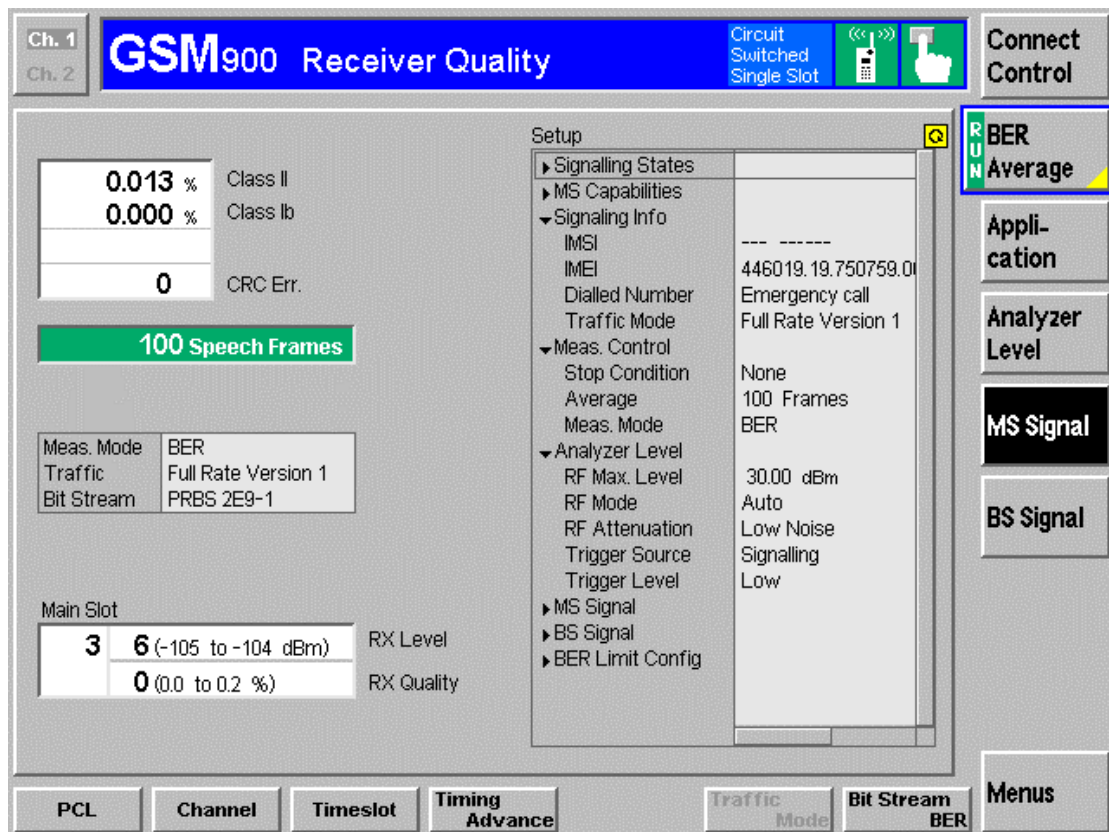 Ch. 1
Ch. 2
GSM900 Receiver Quality
Circuit
Switched
Single Slot
Connect
Control
0.013 % Class II
0.000 % Class Ib
0 CRC Err.
100 Speech Frames
Meas. Mode BER
Traffic Full Rate Version 1
Bit Stream PRBS 2E9-1
Main Slot
3 6 (-105 to -104 dBm) RX Level
0 (0.0 to 0.2 %) RX Quality
Setup
Signalling States
MS Capabilities
Signaling Info
IMSI --- ------
IMEI 446019.19.750759.0
Dialled Number Emergency call
Traffic Mode Full Rate Version 1
Meas. Control
Stop Condition None
Average 100 Frames
Meas. Mode BER
Analyzer Level
RF Max. Level 30.00 dBm
RF Mode Auto
RF Attenuation Low Noise
Trigger Source Signalling
Trigger Level Low
MS Signal
BS Signal
BER Limit Config
RUN
BER
Average
Appli-
cation
Analyzer
Level
MS Signal
BS Signal
Menus
PCL
Channel
Timeslot
Timing
Advance
Traffic
Mode
Bit Stream
BER